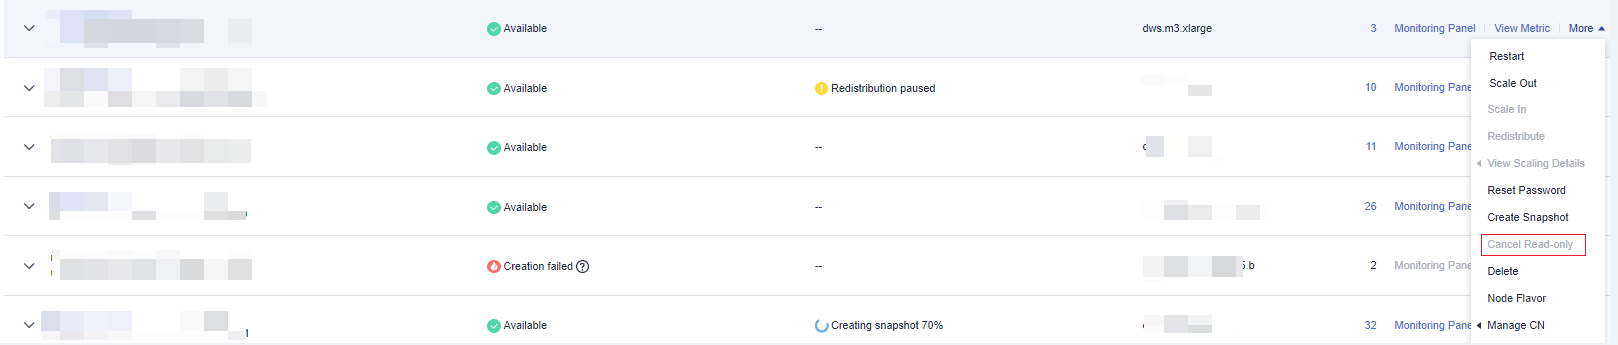 Available -- dws.m3.xlarge 3 Monitoring Panel View Metric More
Restart
Scale Out
Available Redistribution paused 10 Monitoring Pane
Scale In
Redistribute
Available -- 11 Monitoring Pane
View Scaling Details
Reset Password
Available -- 26 Monitoring Pane
Create Snapshot
Cancel Read-only
Creation failed -- 5.b 2 Monitoring Pane
Delete
Node Flavor
Available Creating snapshot 70% 32 Monitoring Pane
Manage CN